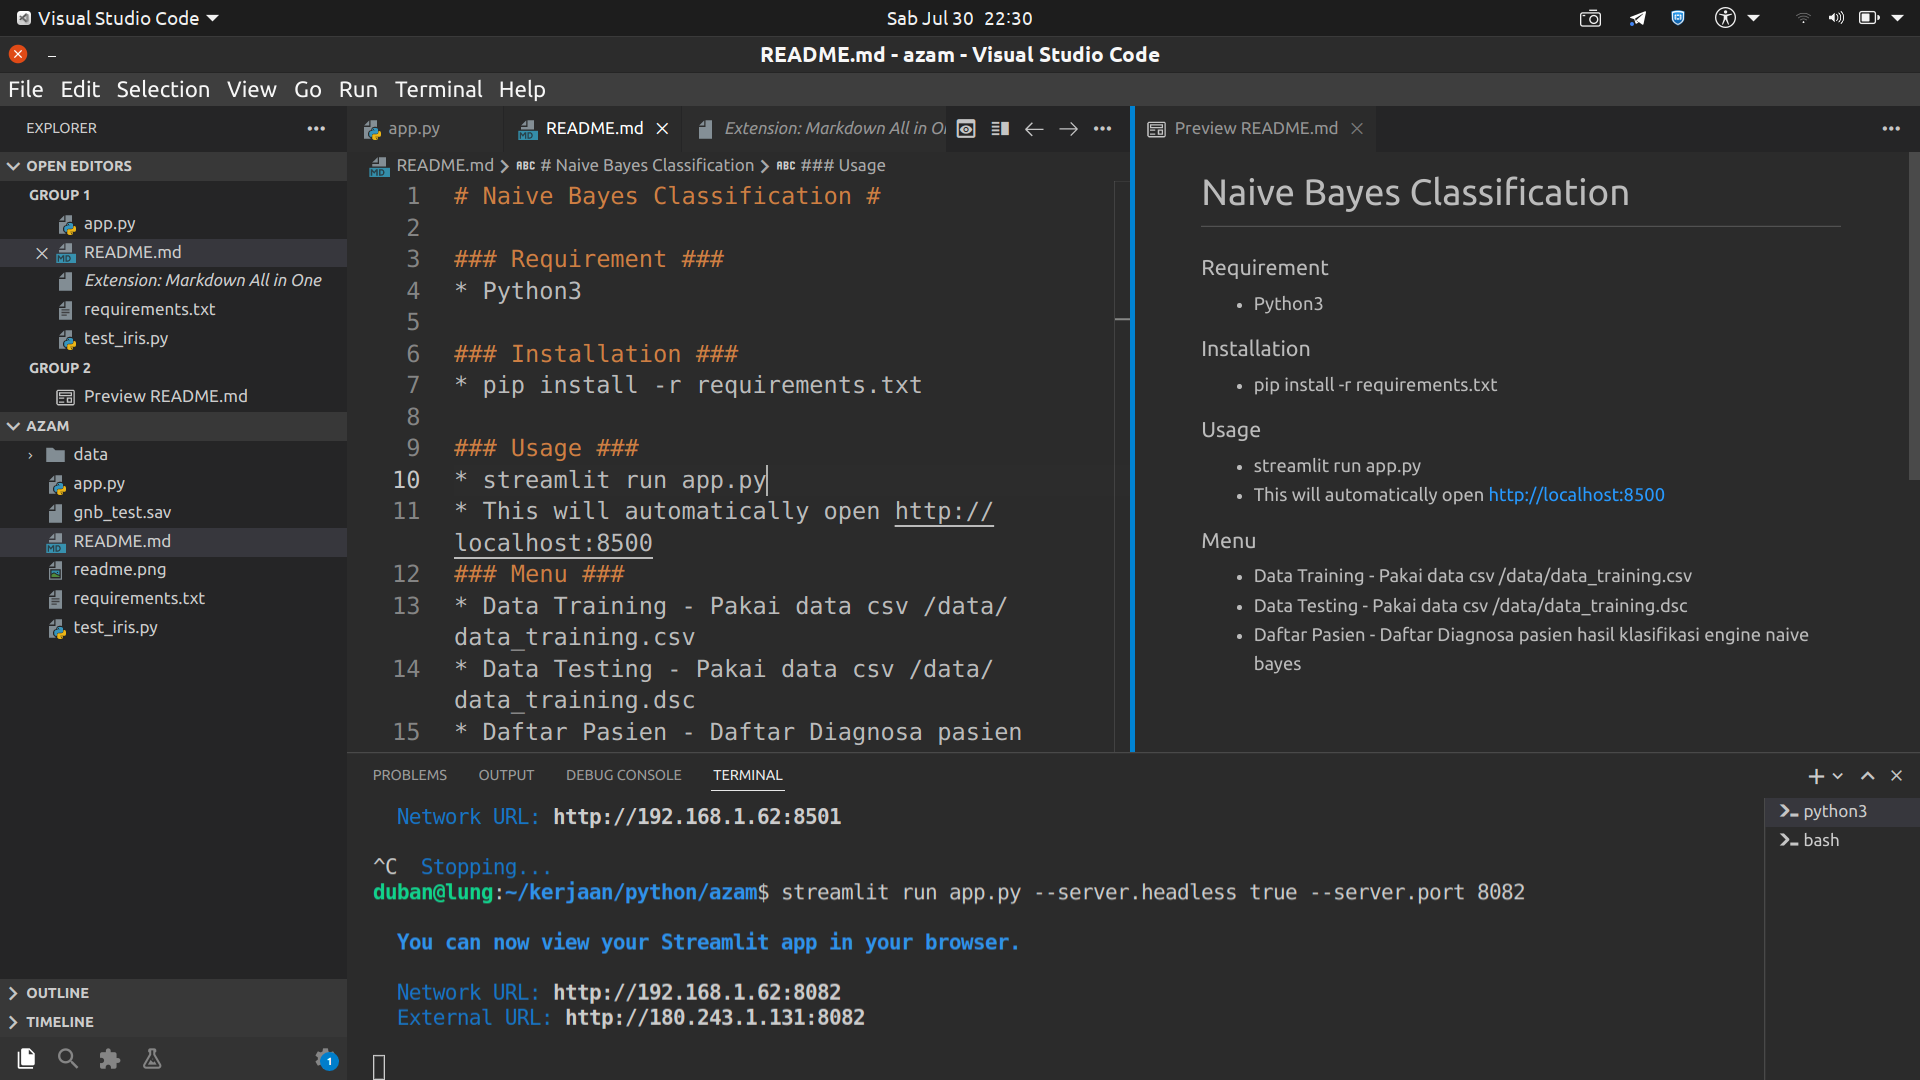 Visual Studio Code
Sab Jul 30 22:30
README.md - azam - Visual Studio Code
File Edit Selection View Go Run Terminal Help
EXPLORER
OPEN EDITORS
GROUP 1
app.py
README.md
Extension: Markdown All in One
requirements.txt
test_iris.py
GROUP 2
Preview README.md
AZAM
data
app.py
gnb_test.sav
README.md
readme.png
requirements.txt
test_iris.py
OUTLINE
TIMELINE
1
app.py
README.md
Extension: Markdown All in O
README.md > # Naive Bayes Classification > ### Usage
1 # Naive Bayes Classification #
2
3 ### Requirement ###
4 * Python3
5
6 ### Installation ###
7 * pip install -r requirements.txt
8
9 ### Usage ###
10 * streamlit run app.py
11 * This will automatically open http://
localhost:8500
12 ### Menu ###
13 * Data Training - Pakai data csv /data/
data_training.csv
14 * Data Testing - Pakai data csv /data/
data_training.dsc
15 * Daftar Pasien - Daftar Diagnosa pasien
Preview README.md
Naive Bayes Classification
Requirement
• Python3
Installation
• pip install -r requirements.txt
Usage
• streamlit run app.py
• This will automatically open http://localhost:8500
Menu
• Data Training - Pakai data csv /data/data_training.csv
• Data Testing - Pakai data csv /data/data_training.dsc
• Daftar Pasien - Daftar Diagnosa pasien hasil klasifikasi engine naive
bayes
PROBLEMS OUTPUT DEBUG CONSOLE TERMINAL
Network URL: http://192.168.1.62:8501
^C Stopping...
duban@lung:~/kerjaan/python/azam$ streamlit run app.py --server.headless true --server.port 8082
You can now view your Streamlit app in your browser.
Network URL: http://192.168.1.62:8082
External URL: http://180.243.1.131:8082
python3
bash